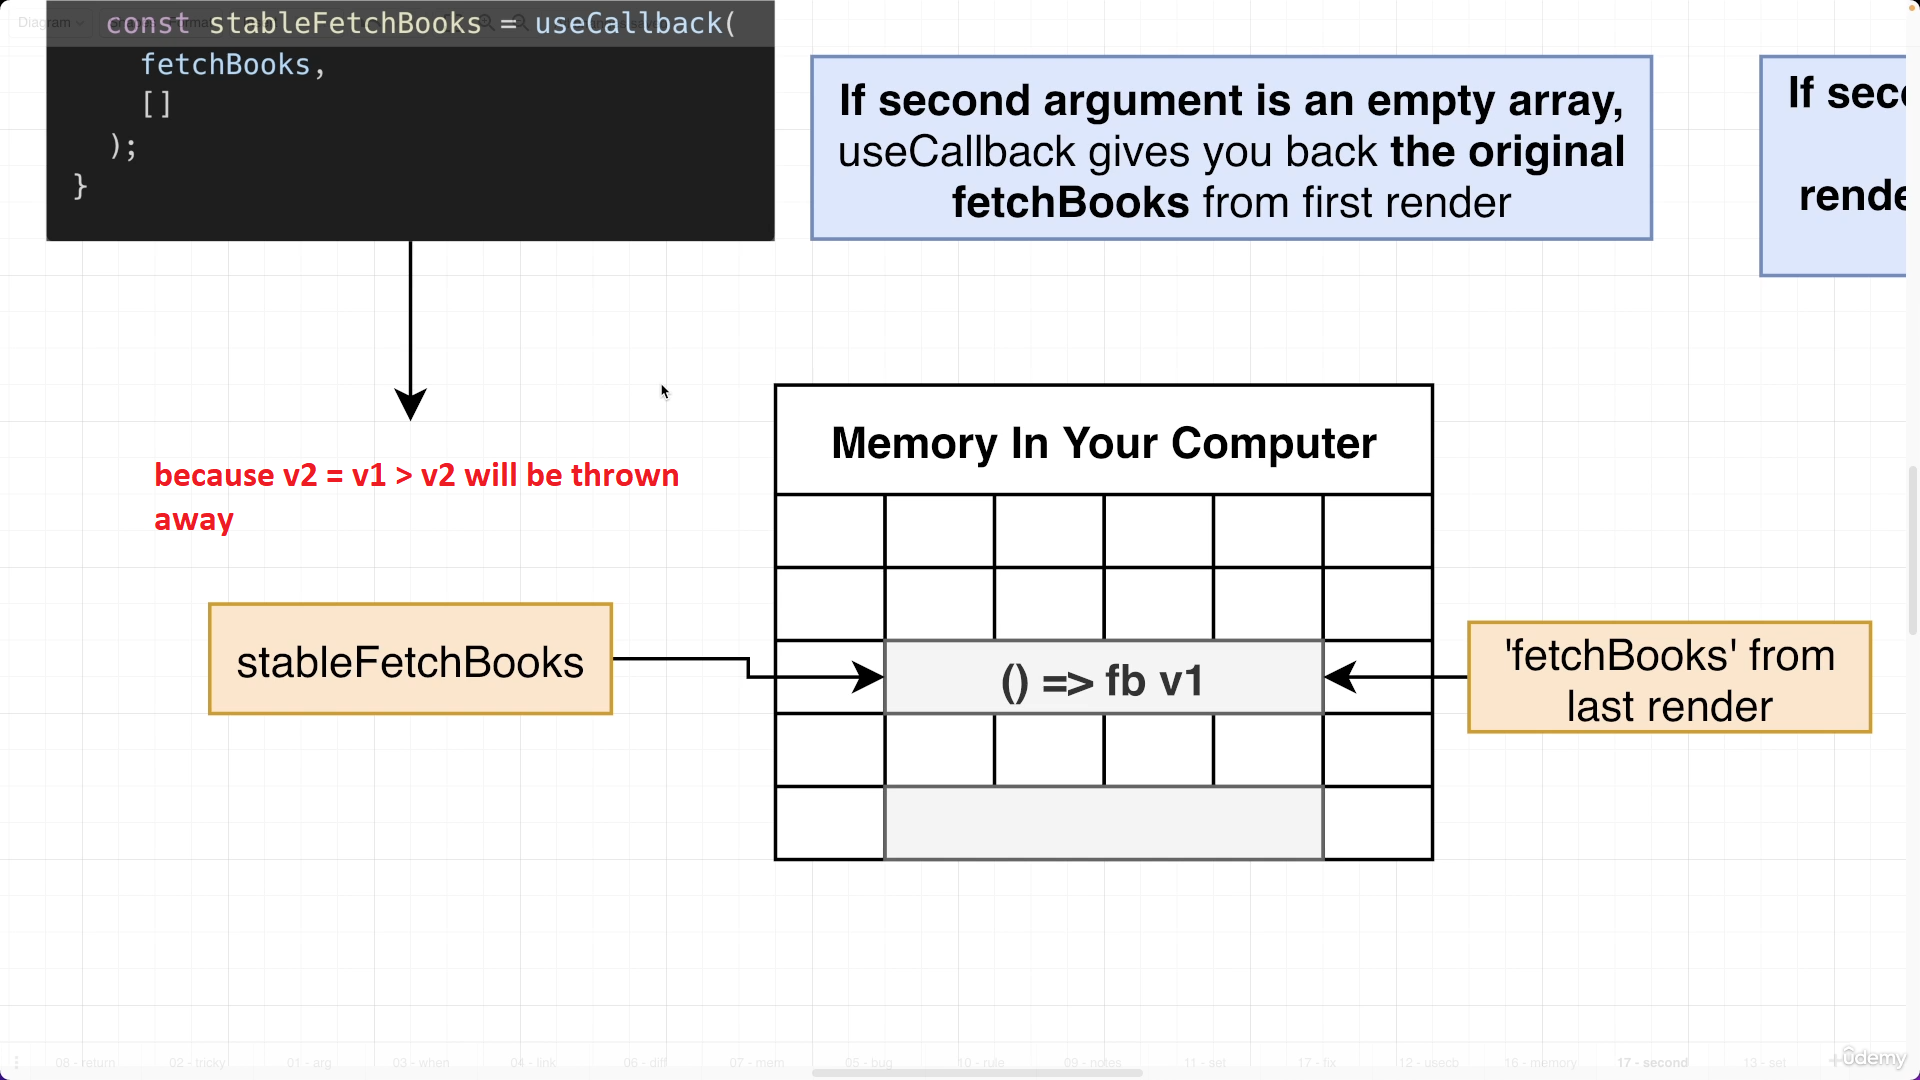 Diagram
const stableFetchBooks = useCallback(
fetchBooks,
[]
);
}
If second argument is an empty array,
useCallback gives you back the original
fetchBooks from first render
If sec
rende
because v2 = v1 > v2 will be thrown
away
Memory In Your Computer
stableFetchBooks
() => fb v1
'fetchBooks' from
last render
08 - return
02 - tricky
01 - arg
03 - when
04 - link
06 - diff
07 - mem
05 - bug
10 - rule
09 - notes
11 - set
17 - fix
12 - usecb
16 - memory
17 - second
13 - set
ûdemy